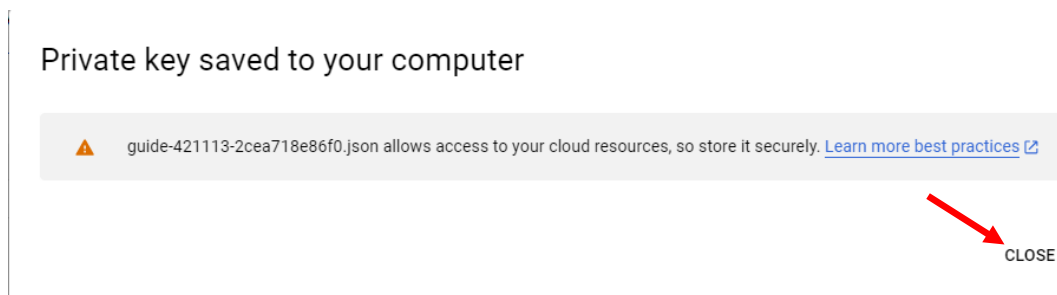 Private key saved to your computer
guide-421113-2cea718e86f0.json allows access to your cloud resources, so store it securely. Learn more best practices
CLOSE